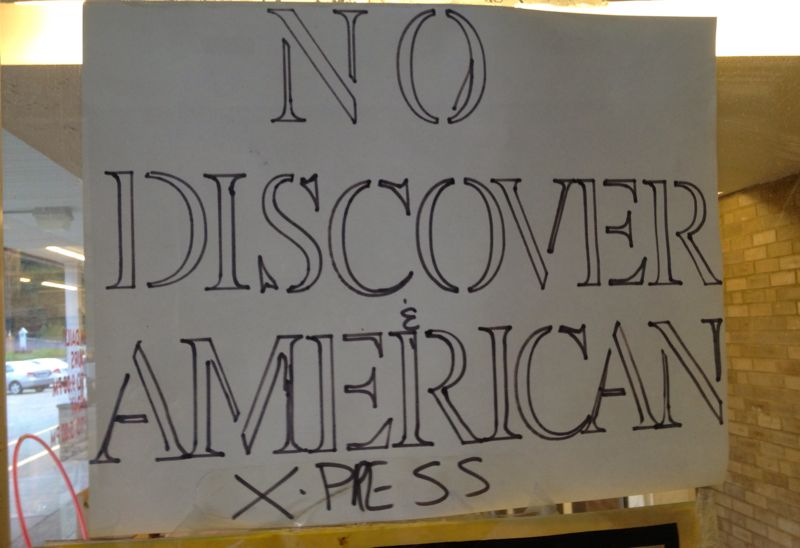 NO
DISCOVER
&
AMERICAN
X·PRESS